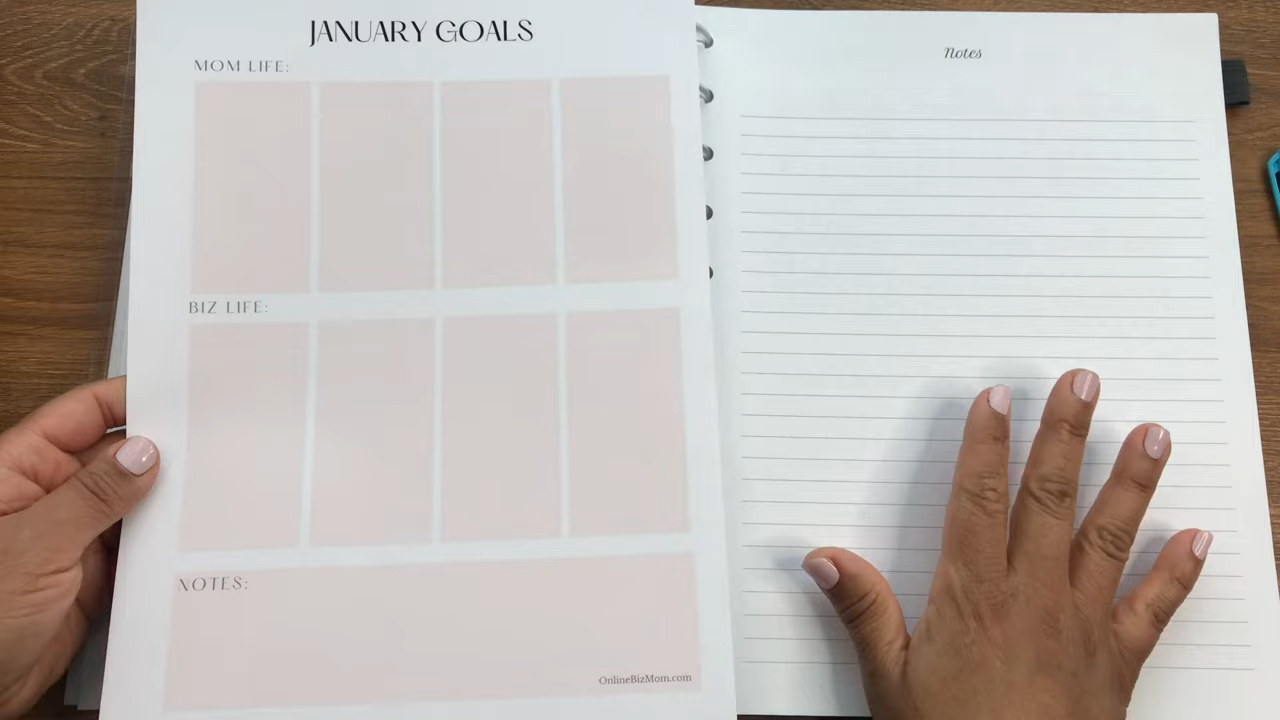 JANUARY GOALS
MOM LIFE:
BIZ LIFE:
NOTES:
OnlineBizMom.com
Notes